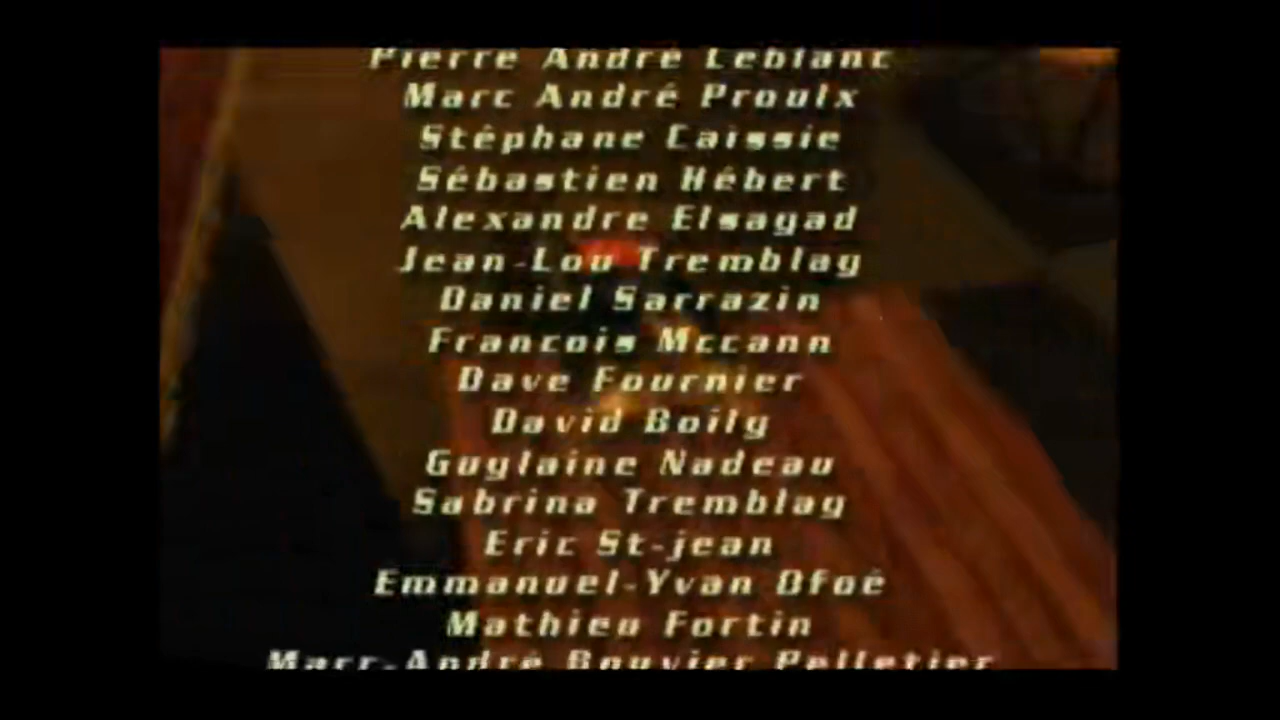 Pierre André Leblanc
Marc André Proulx
Stéphane Caissie
Sébastien Hébert
Alexandre Elsayad
Jean-Lou Tremblay
Daniel Sarrazin
Francois Mccann
Dave Fournier
David Boily
Guylaine Nadeau
Sabrina Tremblay
Eric St-jean
Emmanuel-Yvan Ofoé
Mathieu Fortin
Marc-André Bouvier Pelletier